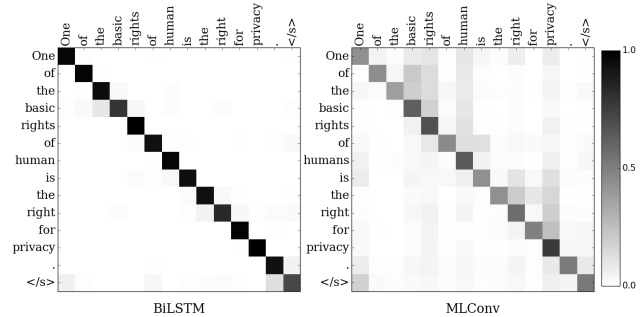 One of the basic rights of human is the right for privacy . </s>
One of the basic rights of human is the right for privacy . </s>
One
of
the
basic
rights
of
human
is
the
right
for
privacy
.
</s>
One
of
the
basic
rights
of
humans
is
the
right
for
privacy
.
</s>
1.0
0.5
0.0
BiLSTM
MLConv